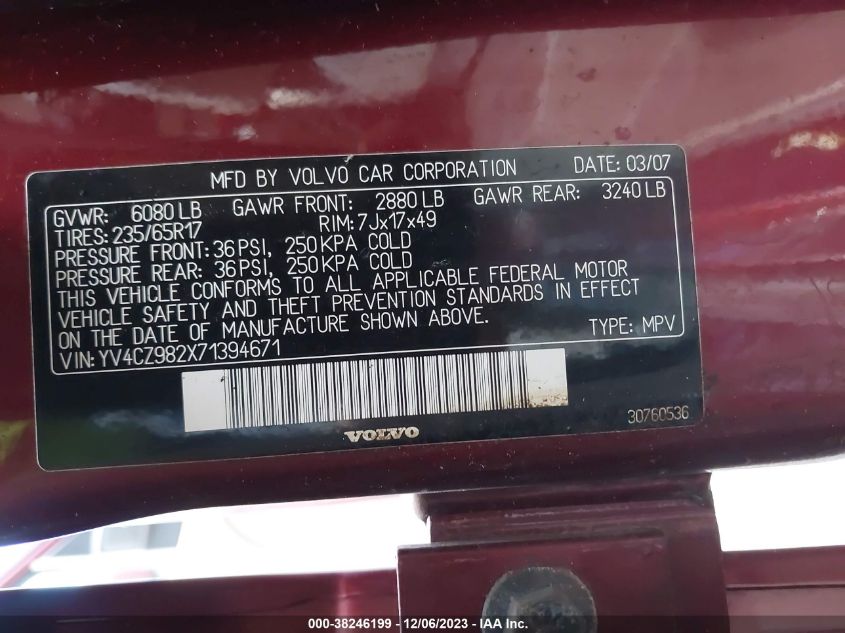 MFD BY VOLVO CAR CORPORATION DATE: 03/07
GVWR: 6080 LB GAWR FRONT: 2880 LB GAWR REAR: 3240 LB
TIRES: 235/65R17 RIM: 7Jx17x49
PRESSURE FRONT: 36 PSI, 250 KPA COLD
PRESSURE REAR: 36 PSI, 250 KPA COLD
THIS VEHICLE CONFORMS TO ALL APPLICABLE FEDERAL MOTOR
VEHICLE SAFETY AND THEFT PREVENTION STANDARDS IN EFFECT
ON THE DATE OF MANUFACTURE SHOWN ABOVE.
VIN: YV4CZ982X71394671 TYPE: MPV
30760536
VOLVO
000-38246199 - 12/06/2023 - IAA Inc.